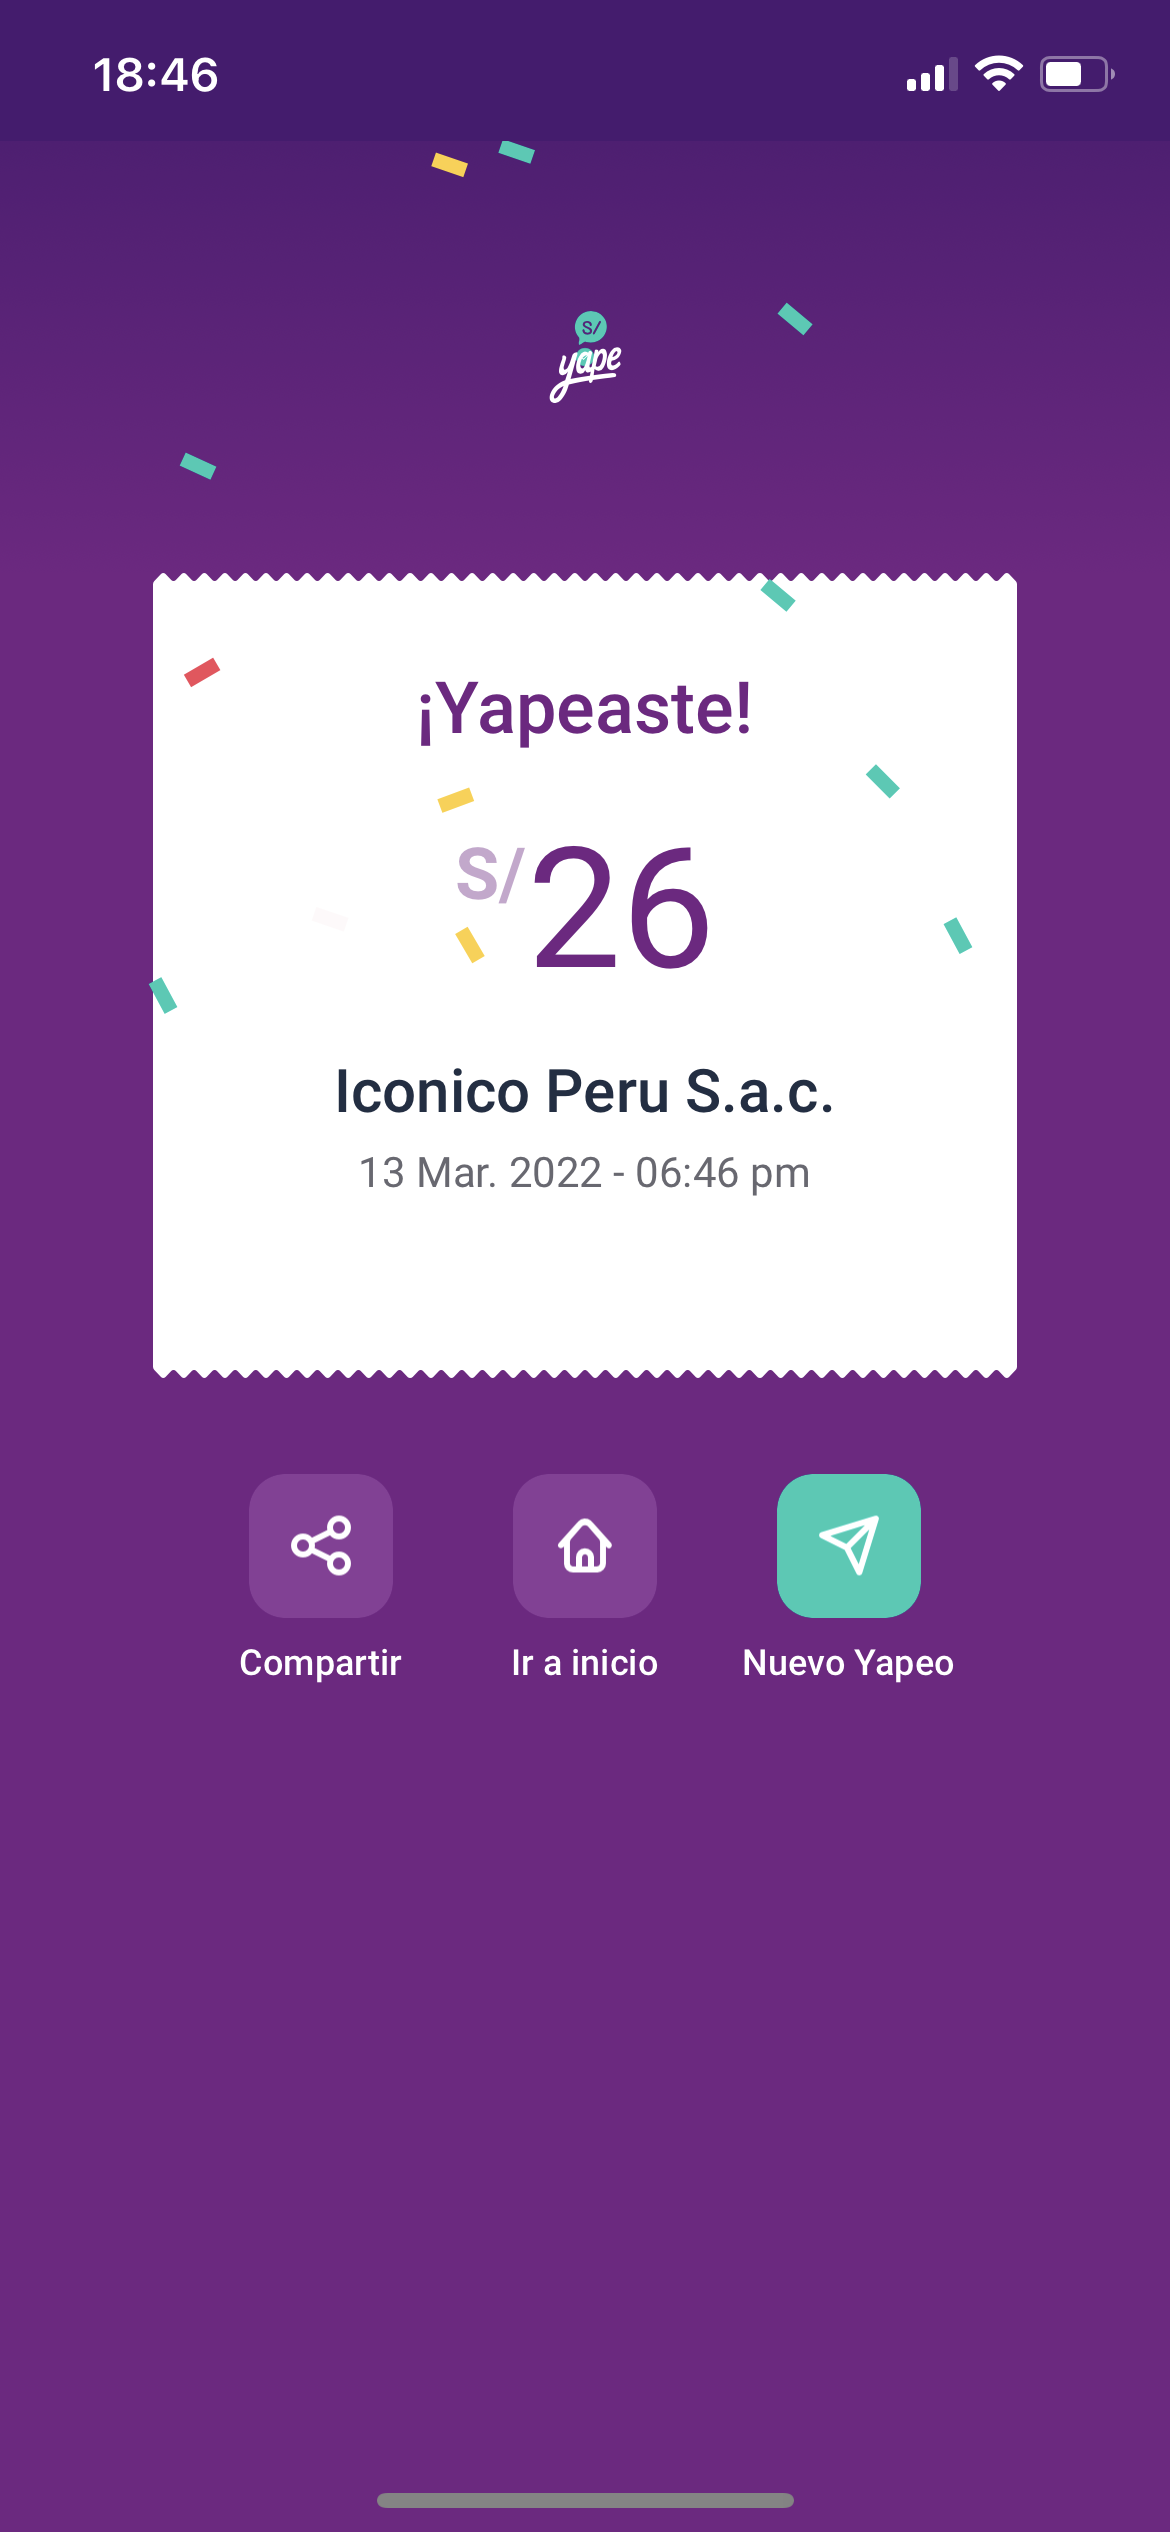 18:46
S/
yape
¡Yapeaste!
S/26
Iconico Peru S.a.c.
13 Mar. 2022 - 06:46 pm
Compartir
Ir a inicio
Nuevo Yapeo